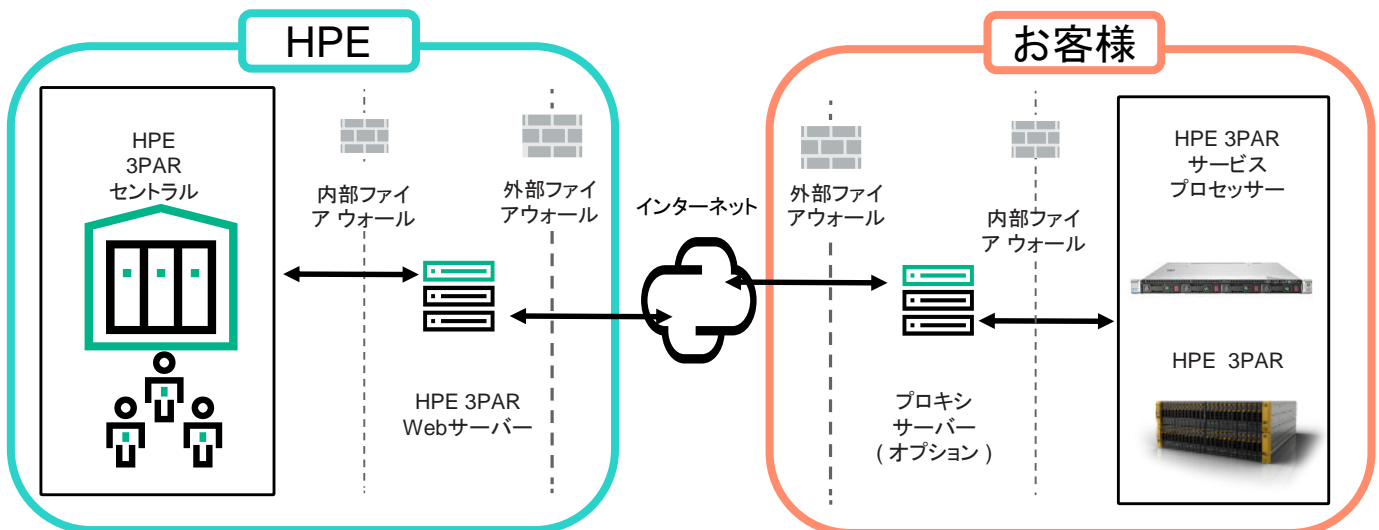 HPE
お客様
HPE
3PAR
セントラル
内部ファイ
ア ウォール
外部ファイ
アウォール
HPE 3PAR
Webサーバー
インターネット
外部ファイ
アウォール
内部ファイ
ア ウォール
プロキシ
サーバー
( オプション )
HPE 3PAR
サービス
プロセッサー
HPE 3PAR